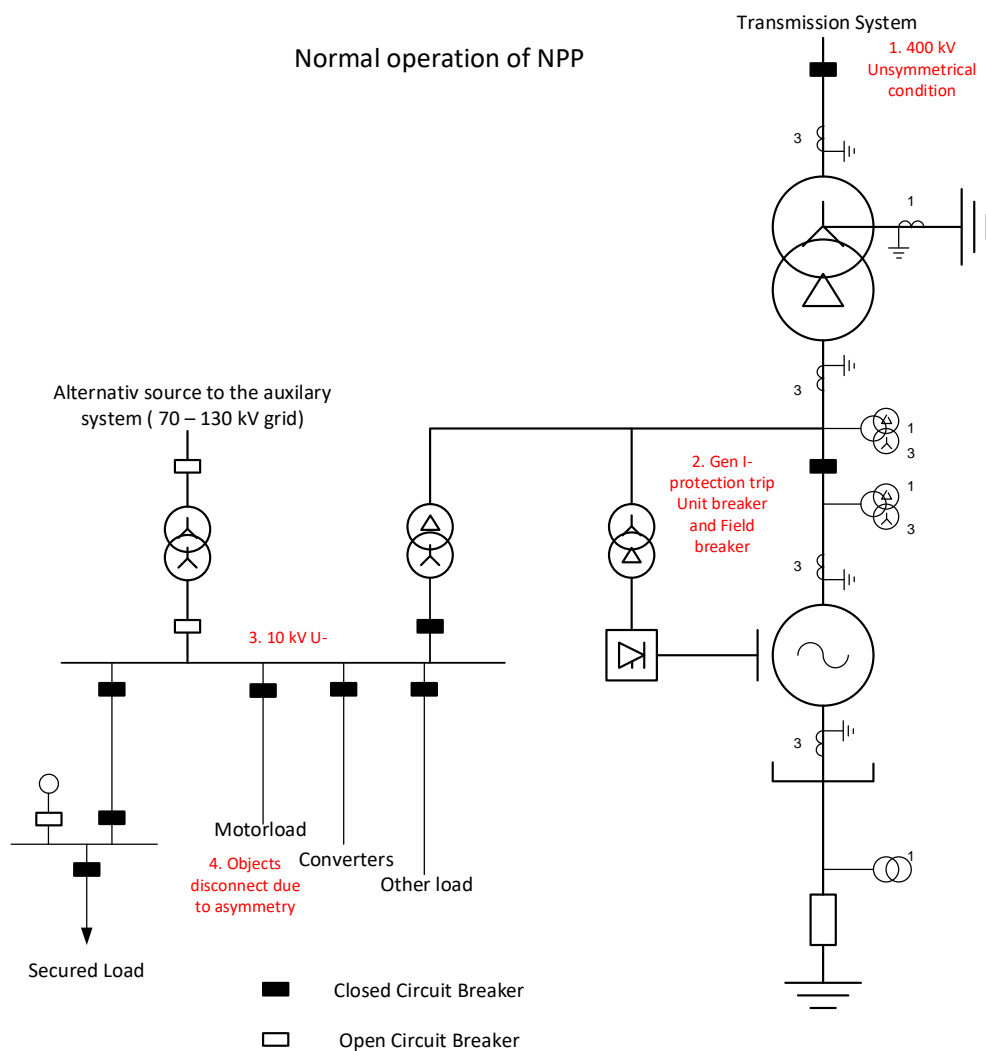 Transmission System
Normal operation of NPP
1. 400 kV
Unsymmetrical
condition
3
1
3
Alternativ source to the auxilary
system ( 70 – 130 kV grid)
1
3
2. Gen I-
protection trip
Unit breaker
and Field
breaker
1
3
3
3. 10 kV U-
3
Motorload
Converters
Other load
4. Objects
disconnect due
to asymmetry
1
Secured Load
Closed Circuit Breaker
Open Circuit Breaker